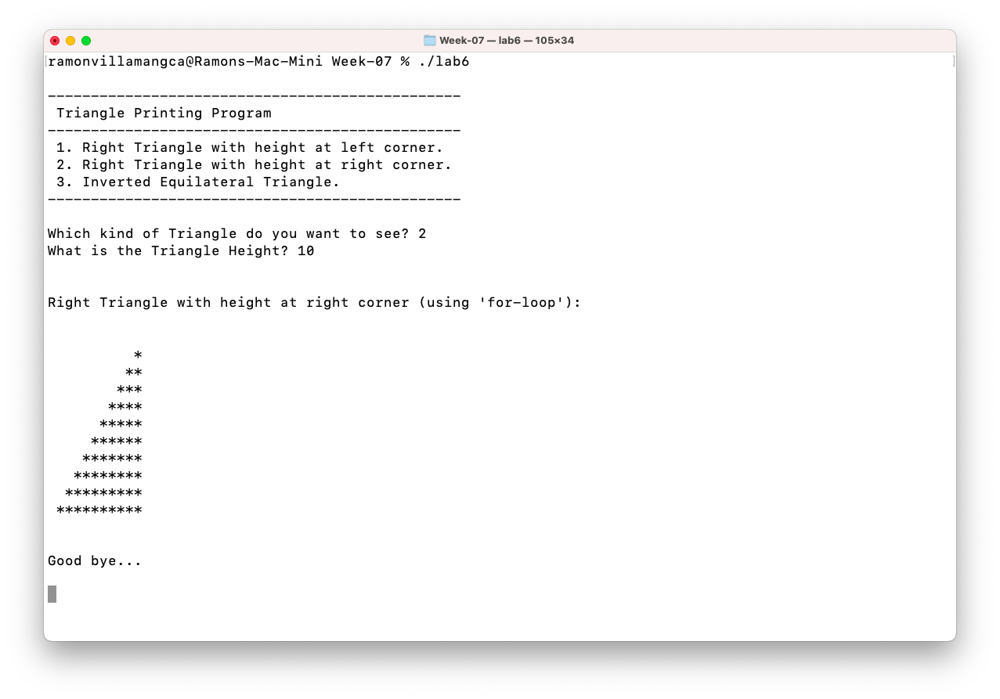 Week-07 — lab6 — 105×34
[ramonvillamangca@Ramons-Mac-Mini Week-07 % ./lab6 ]
------------------------------------------------
 Triangle Printing Program
------------------------------------------------
 1. Right Triangle with height at left corner.
 2. Right Triangle with height at right corner.
 3. Inverted Equilateral Triangle.
------------------------------------------------
Which kind of Triangle do you want to see? 2
What is the Triangle Height? 10
Right Triangle with height at right corner (using 'for-loop'):
          *
         **
        ***
       ****
      *****
     ******
    *******
   ********
  *********
 **********
Good bye...